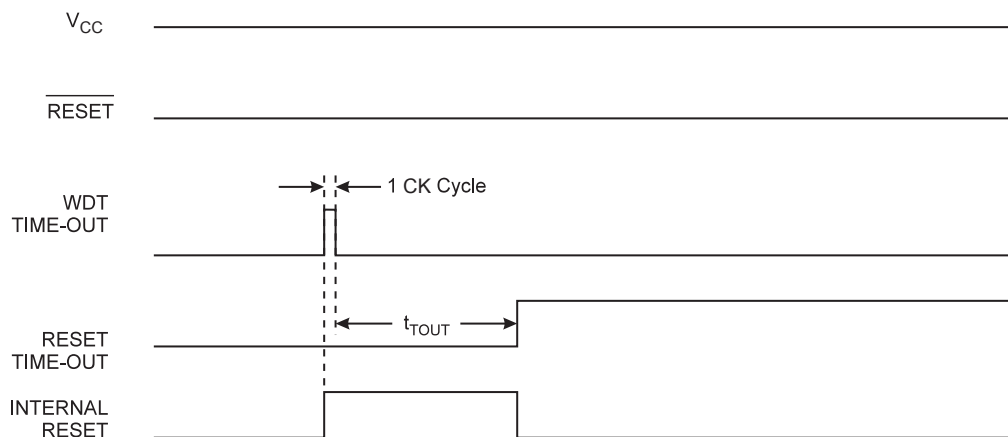 VCC
RESET
1 CK Cycle
WDT
TIME-OUT
tTOUT
RESET
TIME-OUT
INTERNAL
RESET